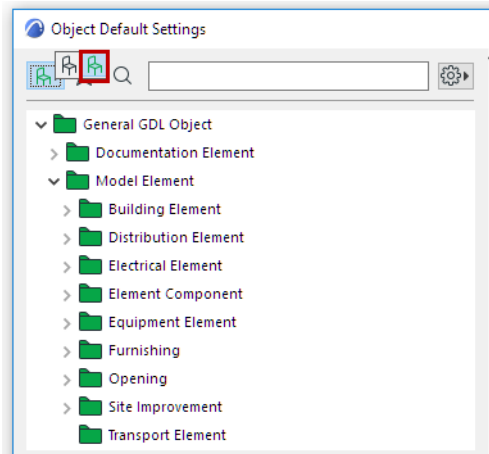 Object Default Settings
General GDL Object
Documentation Element
Model Element
Building Element
Distribution Element
Electrical Element
Element Component
Equipment Element
Furnishing
Opening
Site Improvement
Transport Element